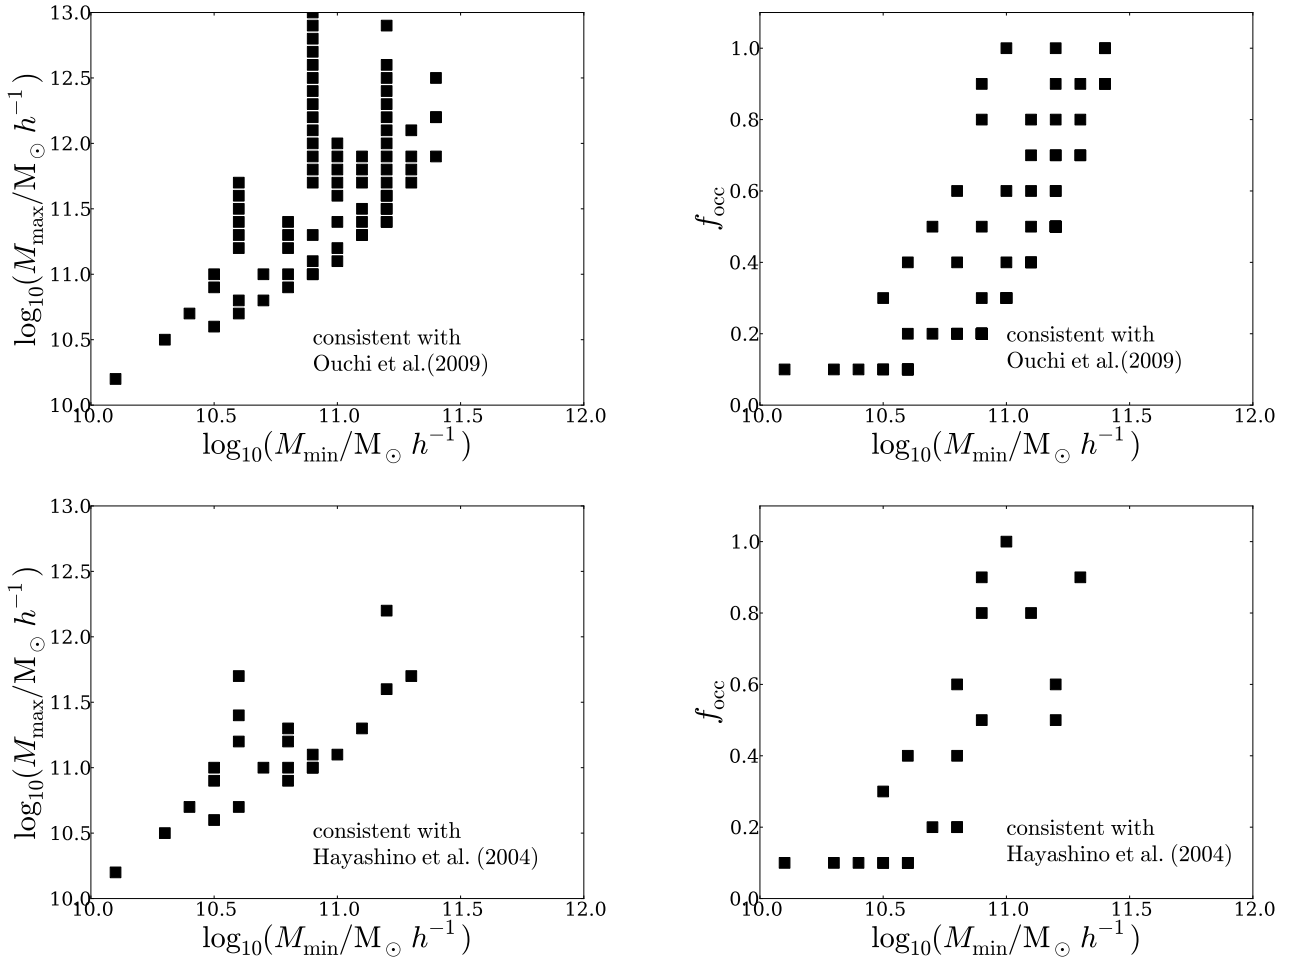 13.0
12.5
12.0
11.5
11.0
10.5
10.0
log10(Mmax/M⊙ h−1)
10.0 10.5 11.0 11.5 12.0
log10(Mmin/M⊙ h−1)
consistent with
Ouchi et al.(2009)
1.0
0.8
0.6
0.4
0.2
0.0
focc
10.0 10.5 11.0 11.5 12.0
log10(Mmin/M⊙ h−1)
consistent with
Ouchi et al.(2009)
13.0
12.5
12.0
11.5
11.0
10.5
10.0
log10(Mmax/M⊙ h−1)
10.0 10.5 11.0 11.5 12.0
log10(Mmin/M⊙ h−1)
consistent with
Hayashino et al. (2004)
1.0
0.8
0.6
0.4
0.2
0.0
focc
10.0 10.5 11.0 11.5 12.0
log10(Mmin/M⊙ h−1)
consistent with
Hayashino et al. (2004)